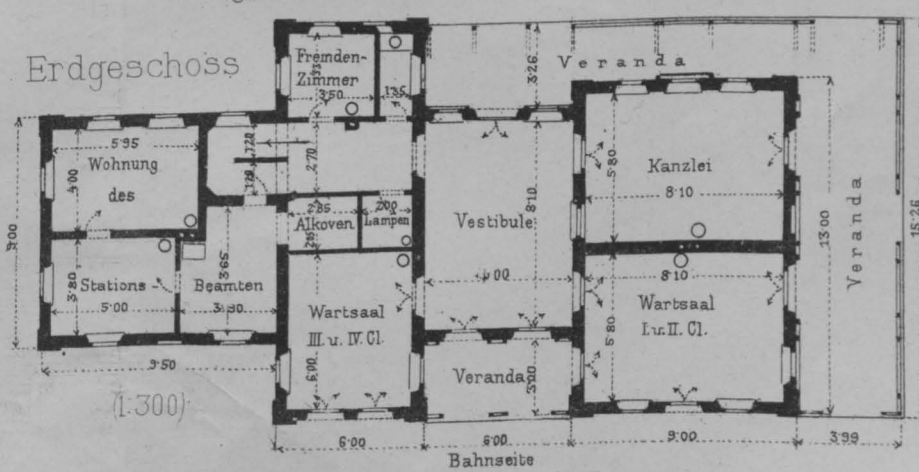 Erdgeschoss
Fremden-
Zimmer
3·50
1·35
3·26
Veranda
5·95
Wohnung
des
4·00
1·20
1·20
2·70
9·00
2·85
Alkoven
2·00
Lampen
Vestibule
8·10
6·00
Kanzlei
5·80
8·10
13·00
Veranda
15·26
3·80
Stations-
5·00
3·65
Beamten
3·90
Wartsaal
III. u. IV. Cl.
6·00
8·10
Wartsaal
I. u. II. Cl.
5·80
Veranda
3·00
9·50
(1:300)
6·00
6·00
9·00
3·99
Bahnseite